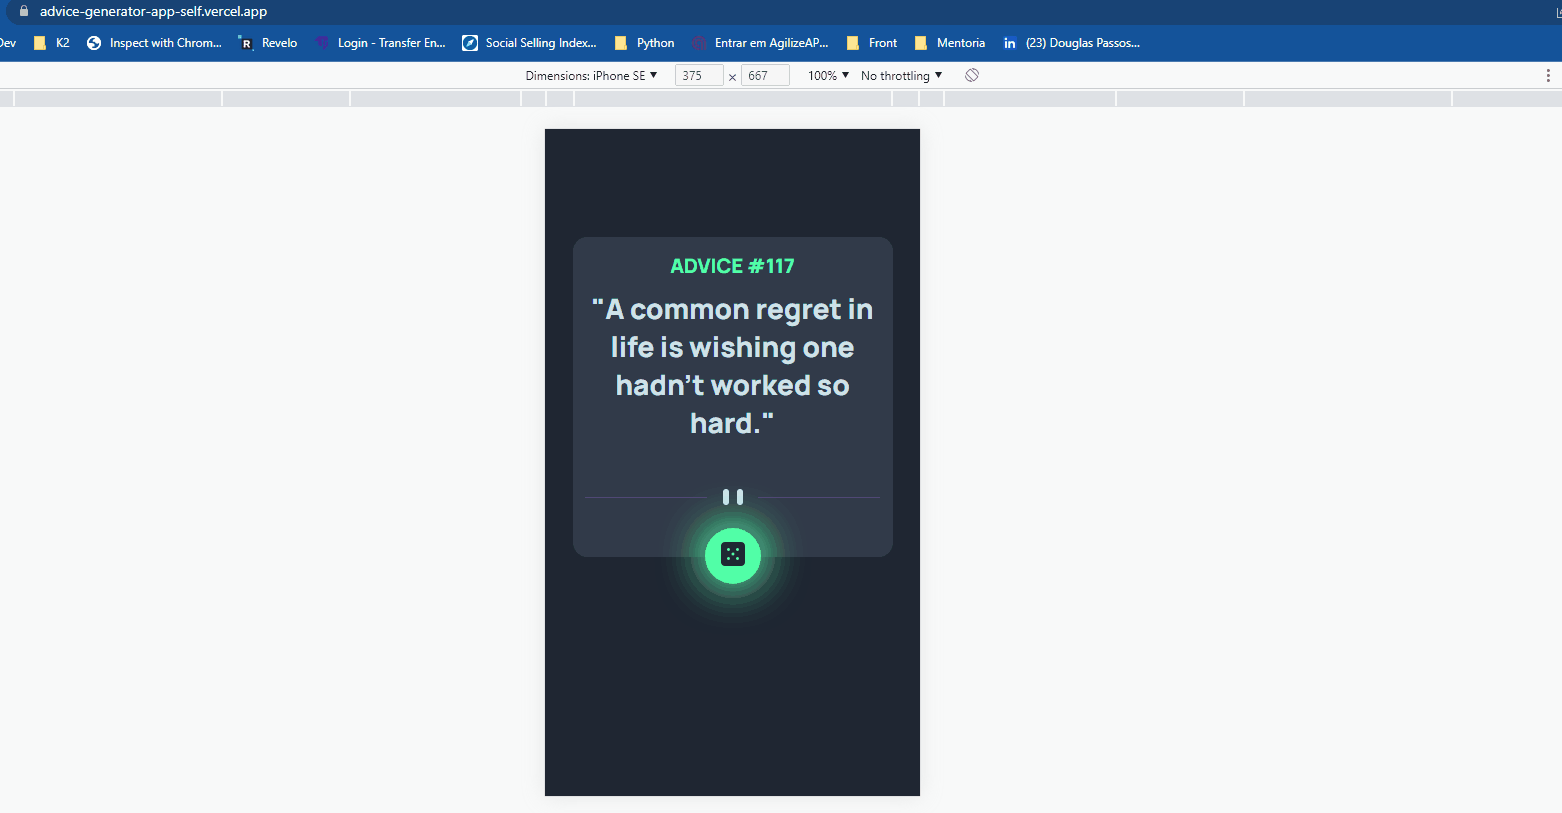 advice-generator-app-self.vercel.app
Dev K2 Inspect with Chrom... Revelo Login - Transfer En... Social Selling Index... Python Entrar em AgilizeAP... Front Mentoria (23) Douglas Passos...
Dimensions: iPhone SE ▼ 375 × 667 100% ▼ No throttling ▼
ADVICE #117
"A common regret in
life is wishing one
hadn't worked so
hard."